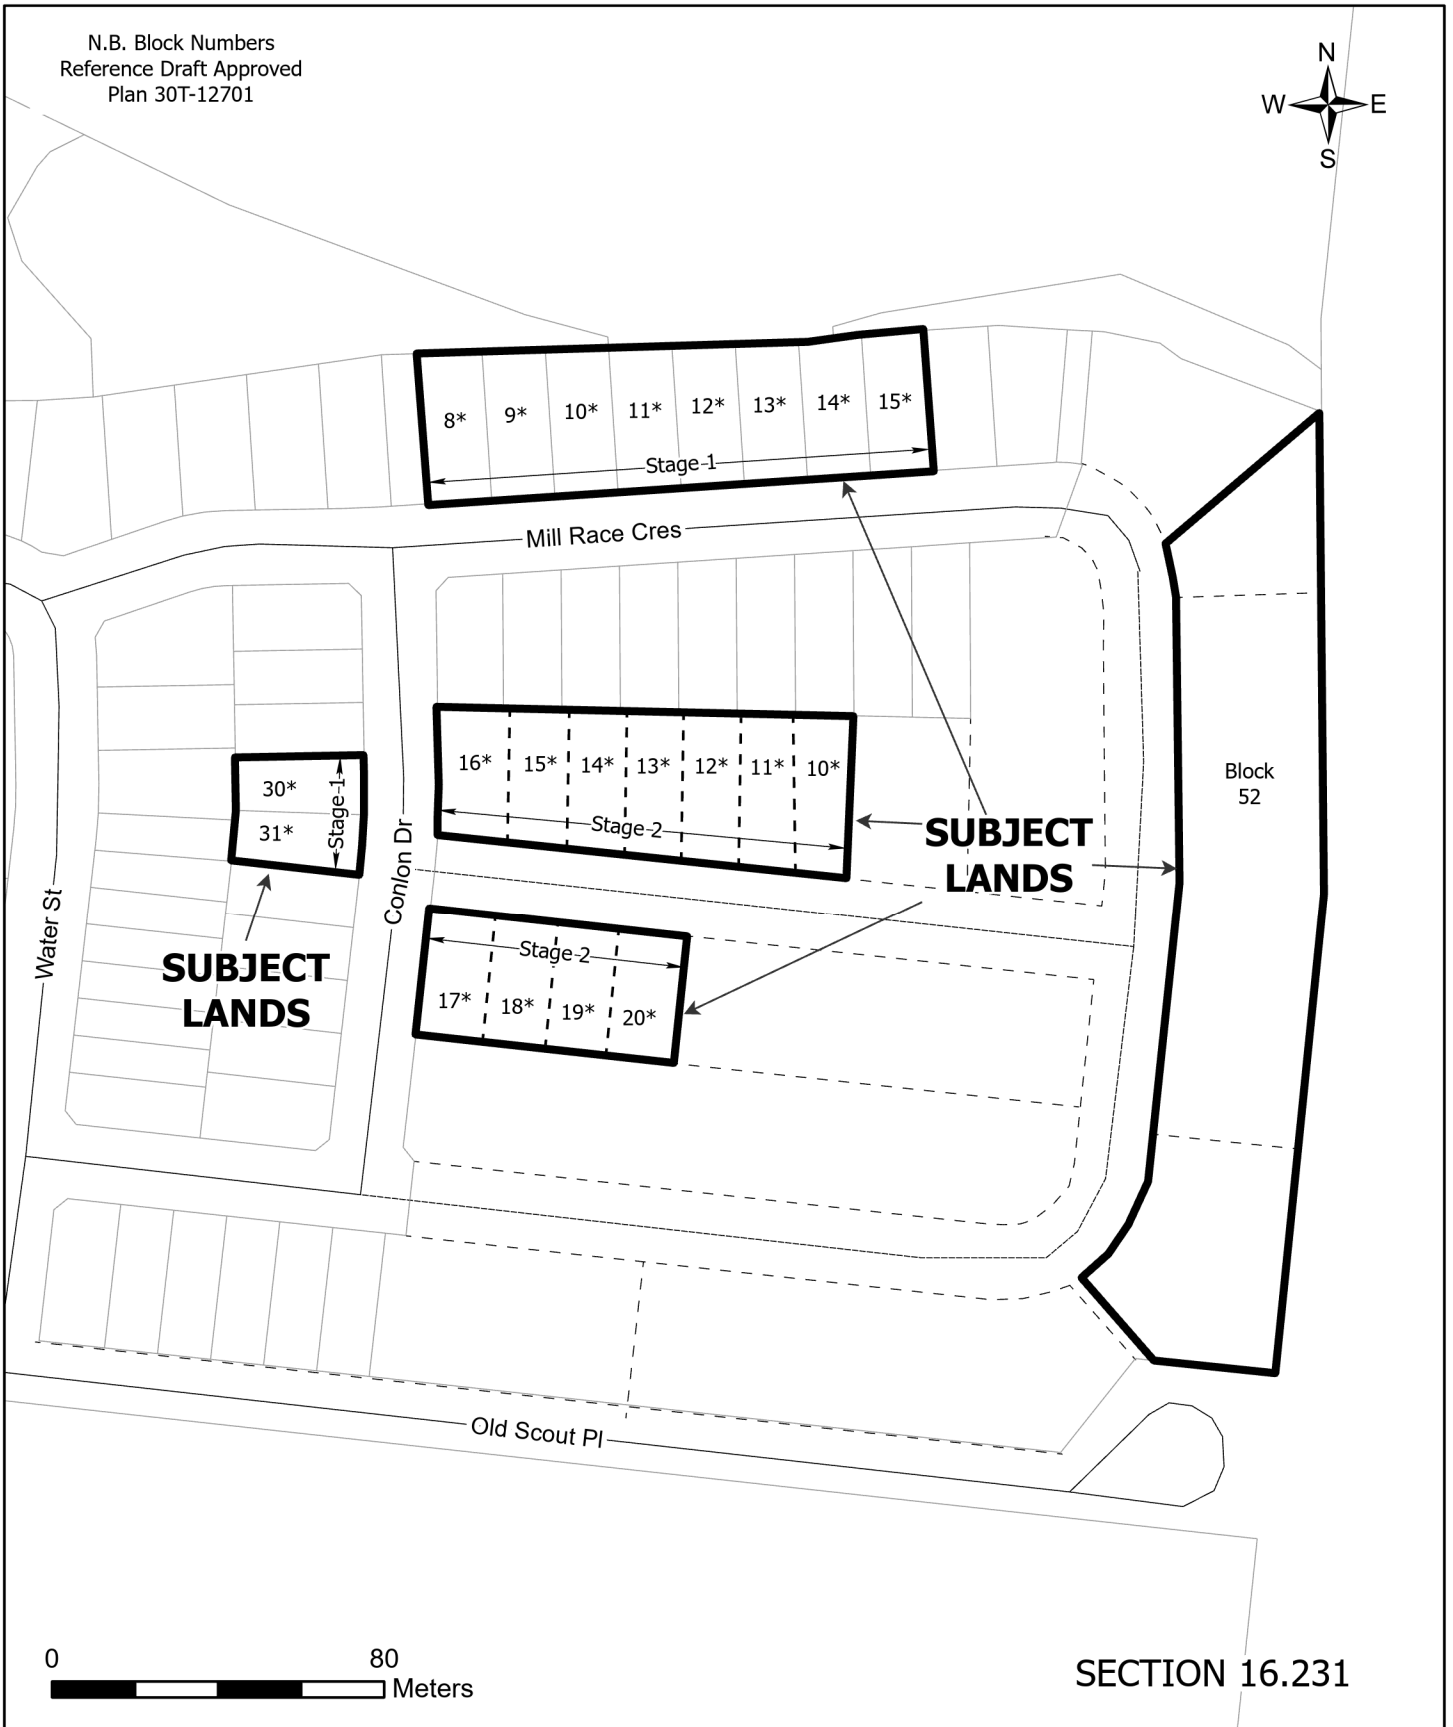 N.B. Block Numbers
Reference Draft Approved
Plan 30T-12701
N
W E
S
8* 9* 10* 11* 12* 13* 14* 15*
Stage 1
Mill Race Cres
16* 15* 14* 13* 12* 11* 10*
Stage 2
30*
31*
Stage 1
Block
52
SUBJECT
LANDS
Conlon Dr
Water St
SUBJECT
LANDS
Stage 2
17* 18* 19* 20*
Old Scout Pl
0 80
Meters
SECTION 16.231